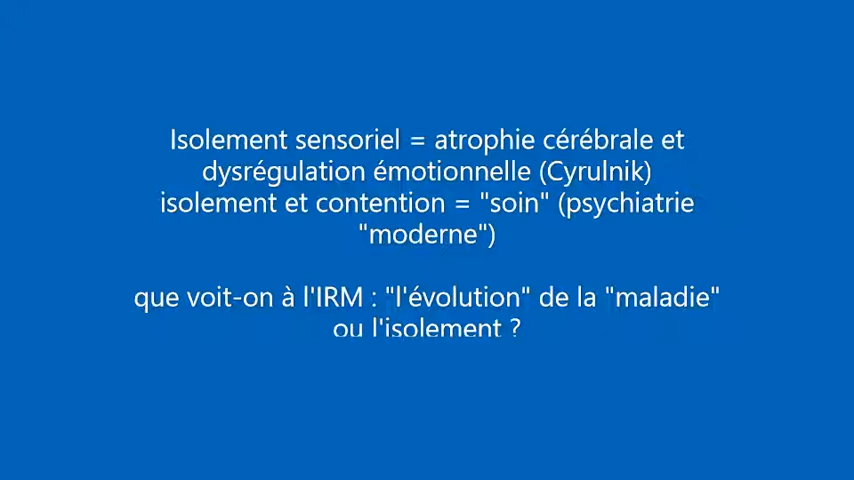 Isolement sensoriel = atrophie cérébrale et
dysrégulation émotionnelle (Cyrulnik)
isolement et contention = "soin" (psychiatrie
"moderne")
que voit-on à l'IRM : "l'évolution" de la "maladie"
ou l'isolement ?